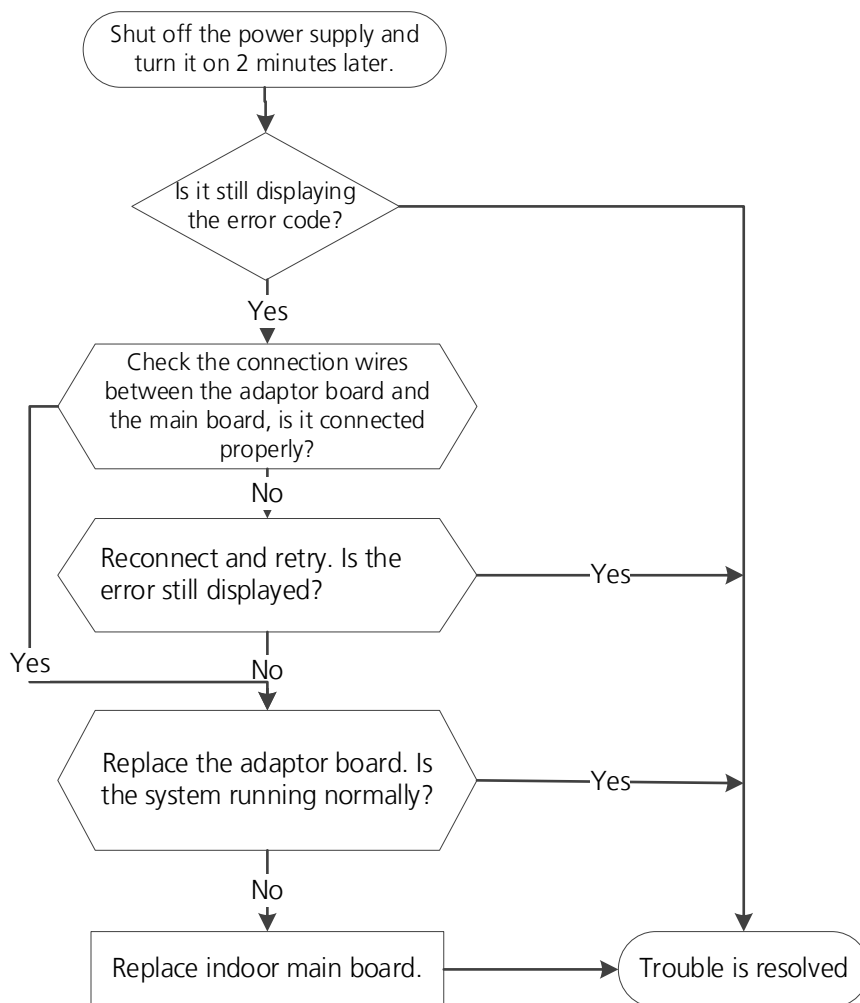 Shut off the power supply and
turn it on 2 minutes later.
Is it still displaying
the error code?
Yes
Check the connection wires
between the adaptor board and
the main board, is it connected
properly?
No
Reconnect and retry. Is the
error still displayed?
Yes
Yes
No
Replace the adaptor board. Is
the system running normally?
Yes
No
Replace indoor main board.
Trouble is resolved